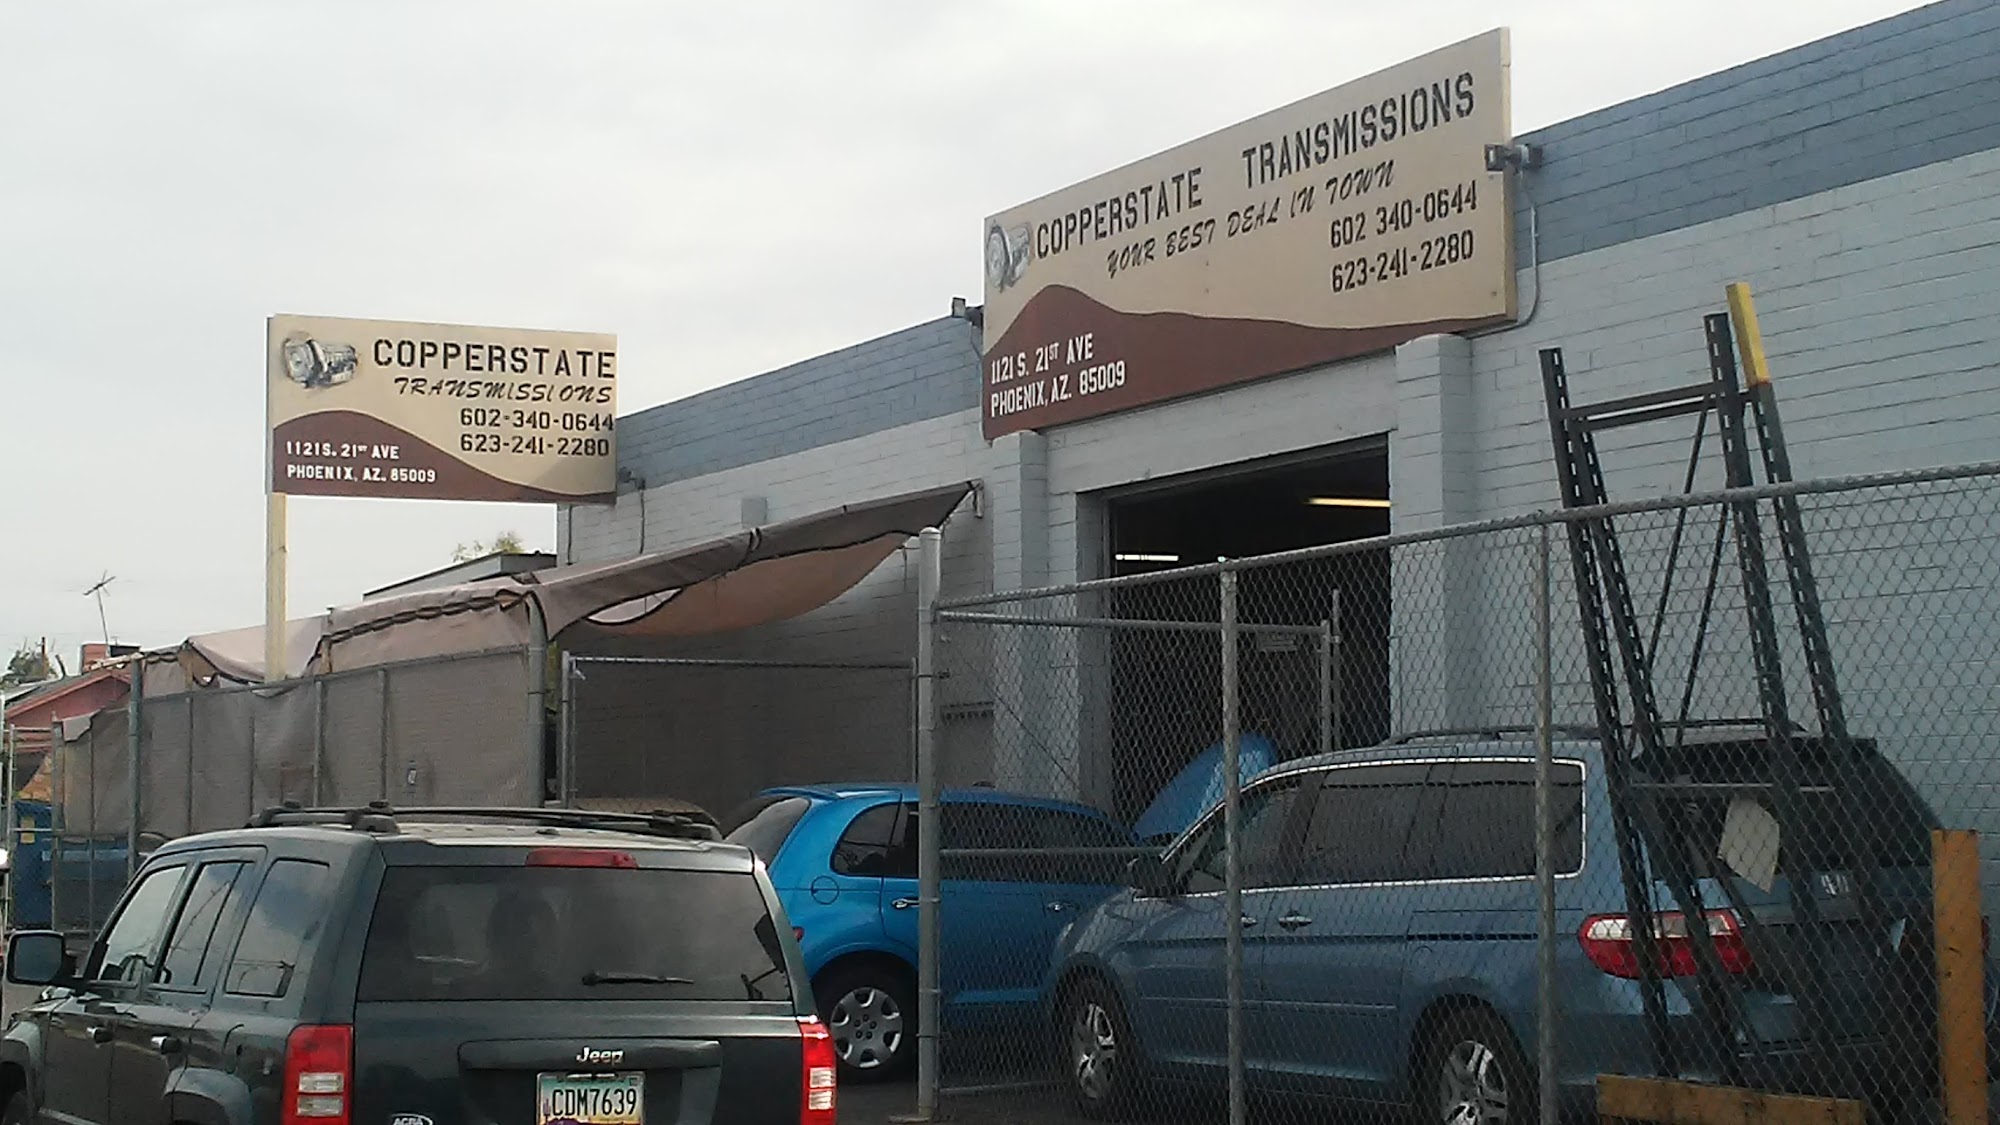 COPPERSTATE
TRANSMISSIONS
602-340-0644
623-241-2280
1121 S. 21ST AVE
PHOENIX, AZ. 85009
COPPERSTATE TRANSMISSIONS
YOUR BEST DEAL IN TOWN
602 340-0644
623-241-2280
1121 S. 21ST AVE
PHOENIX, AZ. 85009
Jeep
CDM7639